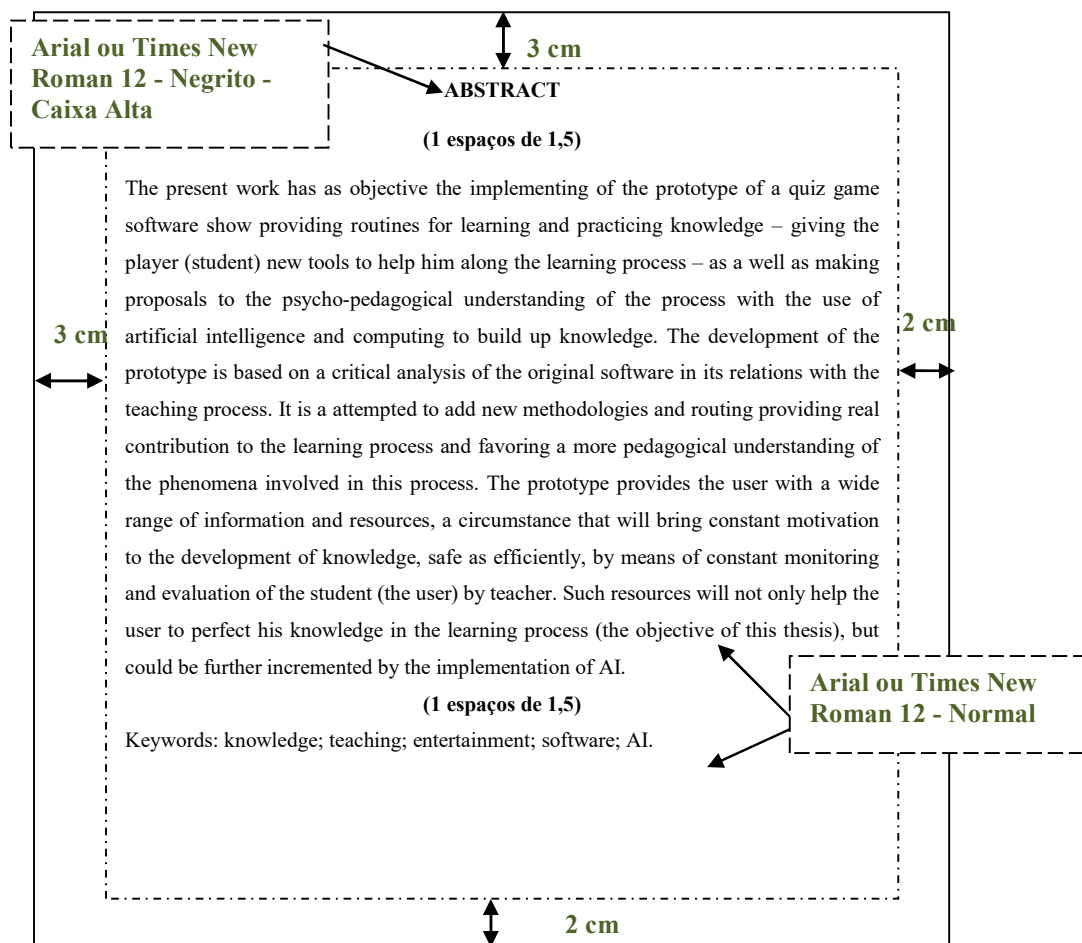 Arial ou Times New
Roman 12 - Negrito -
Caixa Alta
3 cm
ABSTRACT
(1 espaços de 1,5)
The present work has as objective the implementing of the prototype of a quiz game
software show providing routines for learning and practicing knowledge – giving the
player (student) new tools to help him along the learning process – as a well as making
proposals to the psycho-pedagogical understanding of the process with the use of
artificial intelligence and computing to build up knowledge. The development of the
prototype is based on a critical analysis of the original software in its relations with the
teaching process. It is a attempted to add new methodologies and routing providing real
contribution to the learning process and favoring a more pedagogical understanding of
the phenomena involved in this process. The prototype provides the user with a wide
range of information and resources, a circumstance that will bring constant motivation
to the development of knowledge, safe as efficiently, by means of constant monitoring
and evaluation of the student (the user) by teacher. Such resources will not only help the
user to perfect his knowledge in the learning process (the objective of this thesis), but
could be further incremented by the implementation of AI.
(1 espaços de 1,5)
Keywords: knowledge; teaching; entertainment; software; AI.
3 cm
2 cm
Arial ou Times New
Roman 12 - Normal
2 cm